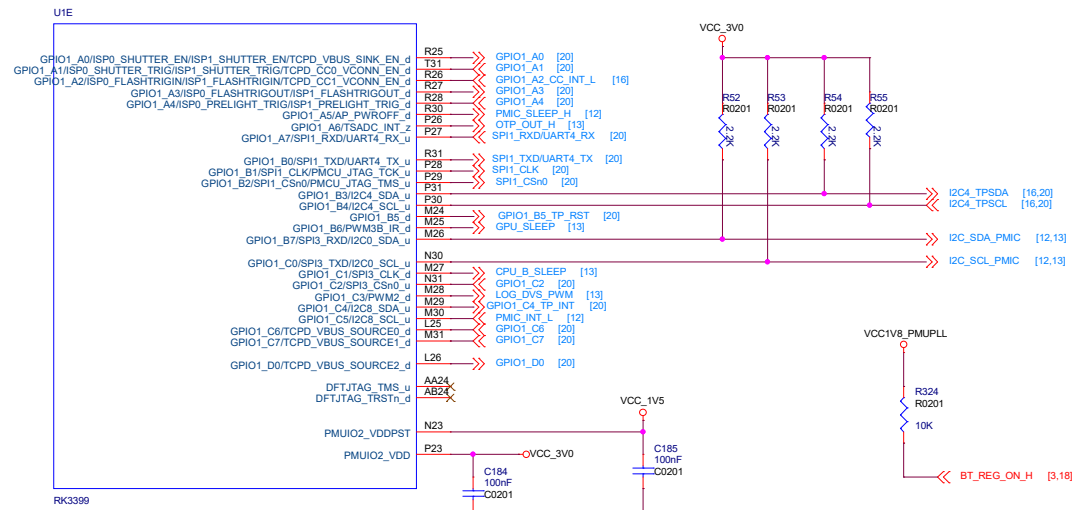 U1E
VCC_3V0
GPIO1_A0/ISP0_SHUTTER_EN/ISP1_SHUTTER_EN/TCPD_VBUS_SINK_EN_d R25 GPIO1_A0 [20]
GPIO1_A1/ISP0_SHUTTER_TRIG/ISP1_SHUTTER_TRIG/TCPD_CC0_VCONN_EN_d T31 GPIO1_A1 [20]
GPIO1_A2/ISP0_FLASHTRIGIN/ISP1_FLASHTRIGIN/TCPD_CC1_VCONN_EN_d R26 GPIO1_A2_CC_INT_L [16]
GPIO1_A3/ISP0_FLASHTRIGOUT/ISP1_FLASHTRIGOUT_d R27 GPIO1_A3 [20]
GPIO1_A4/ISP0_PRELIGHT_TRIG/ISP1_PRELIGHT_TRIG_d R28 GPIO1_A4 [20]
GPIO1_A5/AP_PWROFF_d R30 PMIC_SLEEP_H [12]
GPIO1_A6/TSADC_INT_z P26 OTP_OUT_H [13]
GPIO1_A7/SPI1_RXD/UART4_RX_u P27 SPI1_RXD/UART4_RX [20]
R52 R53 R54 R55
R0201 R0201 R0201 R0201
2.2K 2.2K 2.2K 2.2K
GPIO1_B0/SPI1_TXD/UART4_TX_u R31 SPI1_TXD/UART4_TX [20]
GPIO1_B1/SPI1_CLK/PMCU_JTAG_TCK_u P28 SPI1_CLK [20]
GPIO1_B2/SPI1_CSn0/PMCU_JTAG_TMS_u P29 SPI1_CSn0 [20]
GPIO1_B3/I2C4_SDA_u P31 I2C4_TPSDA [16,20]
GPIO1_B4/I2C4_SCL_u P30 I2C4_TPSCL [16,20]
GPIO1_B5_d M24 GPIO1_B5_TP_RST [20]
GPIO1_B6/PWM3B_IR_d M25 GPU_SLEEP [13]
GPIO1_B7/SPI3_RXD/I2C0_SDA_u M26 I2C_SDA_PMIC [12,13]
GPIO1_C0/SPI3_TXD/I2C0_SCL_u N30 I2C_SCL_PMIC [12,13]
GPIO1_C1/SPI3_CLK_d M27 CPU_B_SLEEP [13]
GPIO1_C2/SPI3_CSn0_u N31 GPIO1_C2 [20]
GPIO1_C3/PWM2_d M28 LOG_DVS_PWM [13]
GPIO1_C4/I2C8_SDA_u M29 GPIO1_C4_TP_INT [20]
GPIO1_C5/I2C8_SCL_u M30 PMIC_INT_L [12]
GPIO1_C6/TCPD_VBUS_SOURCE0_d L25 GPIO1_C6 [20]
GPIO1_C7/TCPD_VBUS_SOURCE1_d M31 GPIO1_C7 [20]
GPIO1_D0/TCPD_VBUS_SOURCE2_d L26 GPIO1_D0 [20]
DFTJTAG_TMS_u AA24
DFTJTAG_TRSTn_d AB24
VCC1V8_PMUPLL
R324
R0201
10K
BT_REG_ON_H [3,18]
VCC_1V5
PMUIO2_VDDPST N23
PMUIO2_VDD P23 VCC_3V0
C185
100nF
C0201
C184
100nF
C0201
RK3399